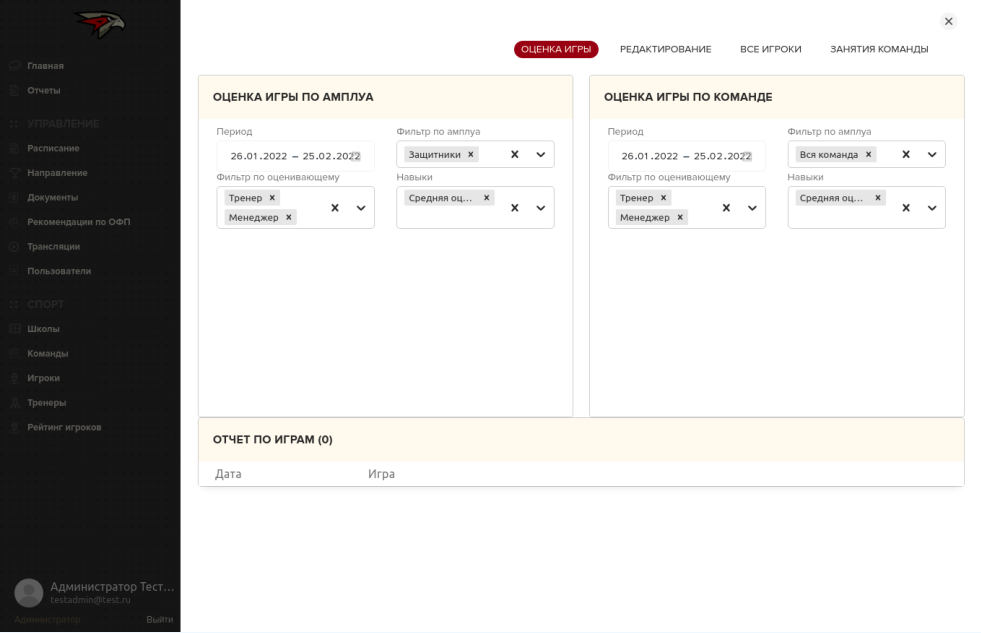 ОЦЕНКА ИГРЫ РЕДАКТИРОВАНИЕ ВСЕ ИГРОКИ ЗАНЯТИЯ КОМАНДЫ
Главная
Отчеты
УПРАВЛЕНИЕ
Расписание
Направление
Документы
Рекомендации по ОФП
Трансляции
Пользователи
СПОРТ
Школы
Команды
Игроки
Тренеры
Рейтинг игроков
Администратор Тест...
testadmin@test.ru
Администратор Выйти
ОЦЕНКА ИГРЫ ПО АМПЛУА
Период Фильтр по амплуа
26.01.2022 – 25.02.2022 Защитники
Фильтр по оценивающему Навыки
Тренер Средняя оц...
Менеджер
ОЦЕНКА ИГРЫ ПО КОМАНДЕ
Период Фильтр по амплуа
26.01.2022 – 25.02.2022 Вся команда
Фильтр по оценивающему Навыки
Тренер Средняя оц...
Менеджер
ОТЧЕТ ПО ИГРАМ (0)
Дата Игра